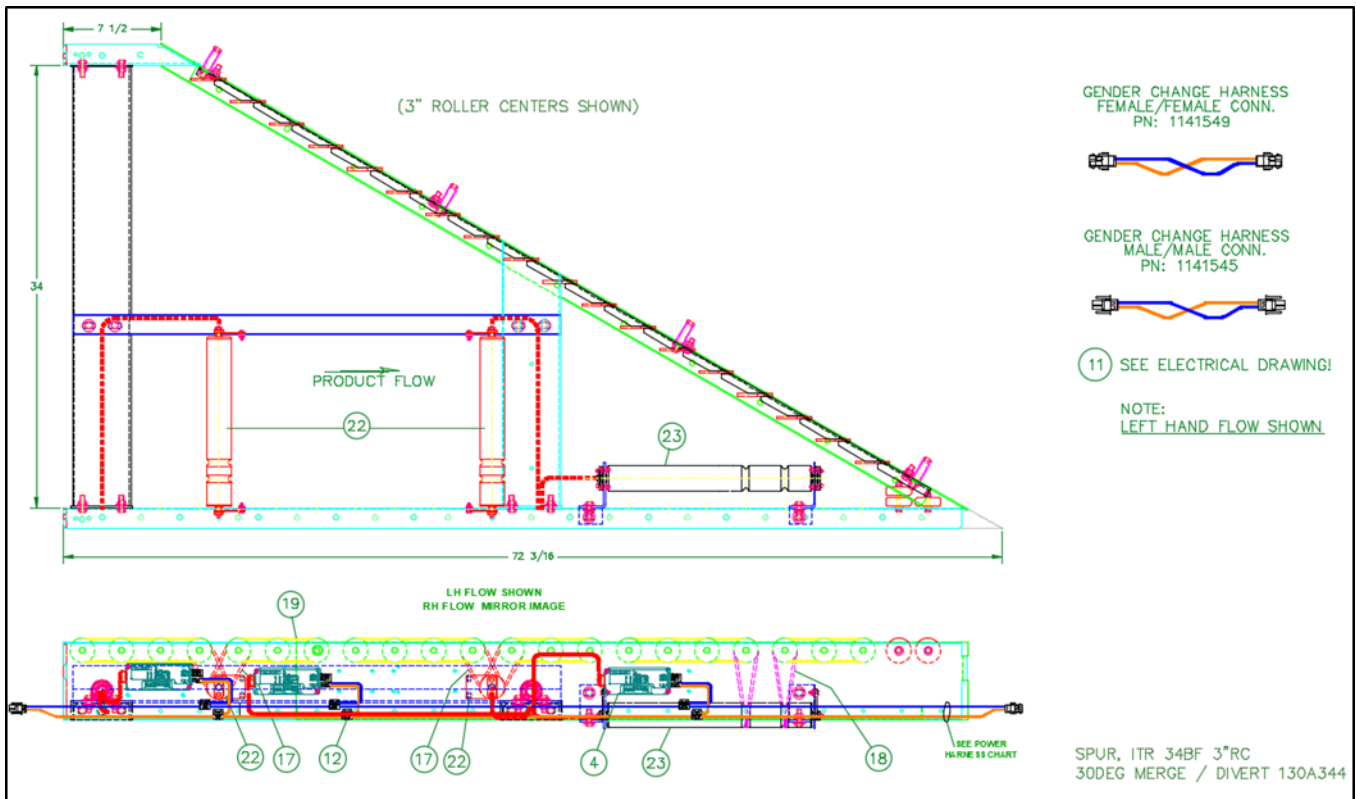 7 1/2
(3" ROLLER CENTERS SHOWN)
GENDER CHANGE HARNESS
FEMALE/FEMALE CONN.
PN: 1141549
GENDER CHANGE HARNESS
MALE/MALE CONN.
PN: 1141545
34
11 SEE ELECTRICAL DRAWING!
PRODUCT FLOW
NOTE:
LEFT HAND FLOW SHOWN
22
23
72 3/16
LH FLOW SHOWN
RH FLOW MIRROR IMAGE
19
22
17
12
17
22
4
23
18
SEE POWER
HARNESS CHART
SPUR, ITR 34BF 3"RC
30DEG MERGE / DIVERT 130A344